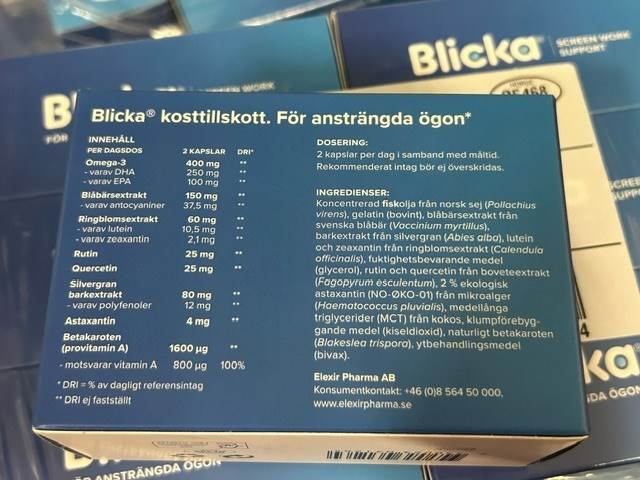 Blicka
SCREEN WORK
SUPPORT
B
SCREEN WORK
FÖR
Blicka® kosttillskott. För ansträngda ögon*
INNEHÅLL
PER DAGSDOS 2 KAPSLAR DRI*
Omega-3 400 mg **
- varav DHA 250 mg **
- varav EPA 100 mg **
Blåbärsextrakt 150 mg **
- varav antocyaniner 37,5 mg **
Ringblomsextrakt 60 mg **
- varav lutein 10,5 mg **
- varav zeaxantin 2,1 mg **
Rutin 25 mg **
Quercetin 25 mg **
Silvergran
barkextrakt 80 mg **
- varav polyfenoler 12 mg **
Astaxantin 4 mg **
Betakaroten
(provitamin A) 1600 µg **
- motsvarar vitamin A 800 µg 100%
* DRI = % av dagligt referensintag
** DRI ej fastställt
DOSERING:
2 kapslar per dag i samband med måltid.
Rekommenderat intag bör ej överskridas.
INGREDIENSER:
Koncentrerad fiskolja från norsk sej (Pollachius
virens), gelatin (bovint), blåbärsextrakt från
svenska blåbär (Vaccinium myrtillus),
barkextrakt från silvergran (Abies alba), lutein
och zeaxantin från ringblomsextrakt (Calendula
officinalis), fuktighetsbevarande medel
(glycerol), rutin och quercetin från boveteextrakt
(Fagopyrum esculentum), 2 % ekologisk
astaxantin (NO-ØKO-01) från mikroalger
(Haematococcus pluvialis), medellånga
triglycerider (MCT) från kokos, klumpförebyg-
gande medel (kiseldioxid), naturligt betakaroten
(Blakeslea trispora), ytbehandlingsmedel
(bivax).
Elexir Pharma AB
Konsumentkontakt: +46 (0)8 564 50 000,
www.elexirpharma.se
ka
DA ÖGON
ANSTRÄNGDA ÖGON